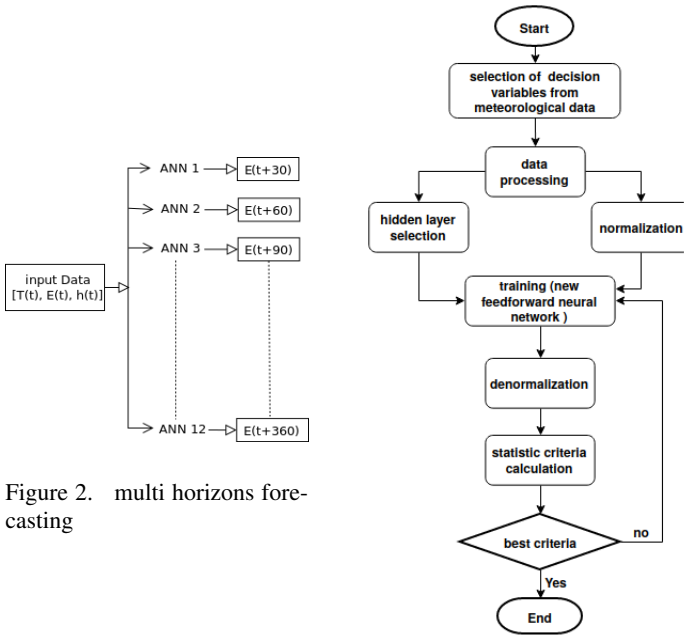 ANN 1
E(t+30)
ANN 2
E(t+60)
ANN 3
E(t+90)
input Data
[T(t), E(t), h(t)]
ANN 12
E(t+360)
Figure 2. multi horizons fore-
casting
Start
selection of decision
variables from
meteorological data
data
processing
hidden layer
selection
normalization
training (new
feedforward neural
network )
denormalization
statistic criteria
calculation
best criteria
no
Yes
End